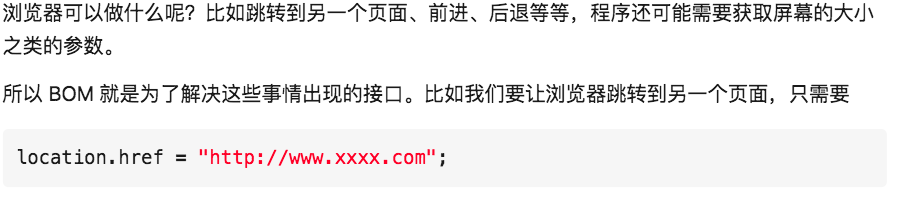 浏览器可以做什么呢？比如跳转到另一个页面、前进、后退等等，程序还可能需要获取屏幕的大小
之类的参数。
所以 BOM 就是为了解决这些事情出现的接口。比如我们要让浏览器跳转到另一个页面，只需要
location.href = "http://www.xxxx.com";